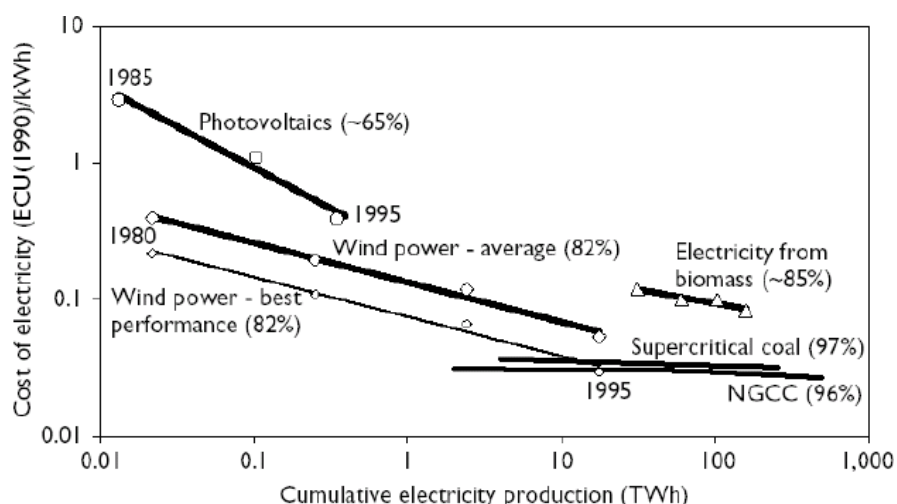 10
1
0.1
0.01
Cost of electricity (ECU(1990)/kWh)
1985
Photovoltaics (~65%)
1995
1980
Wind power - average (82%)
Wind power - best
performance (82%)
Electricity from
biomass (~85%)
Supercritical coal (97%)
1995
NGCC (96%)
0.01
0.1
1
10
100
1,000
Cumulative electricity production (TWh)